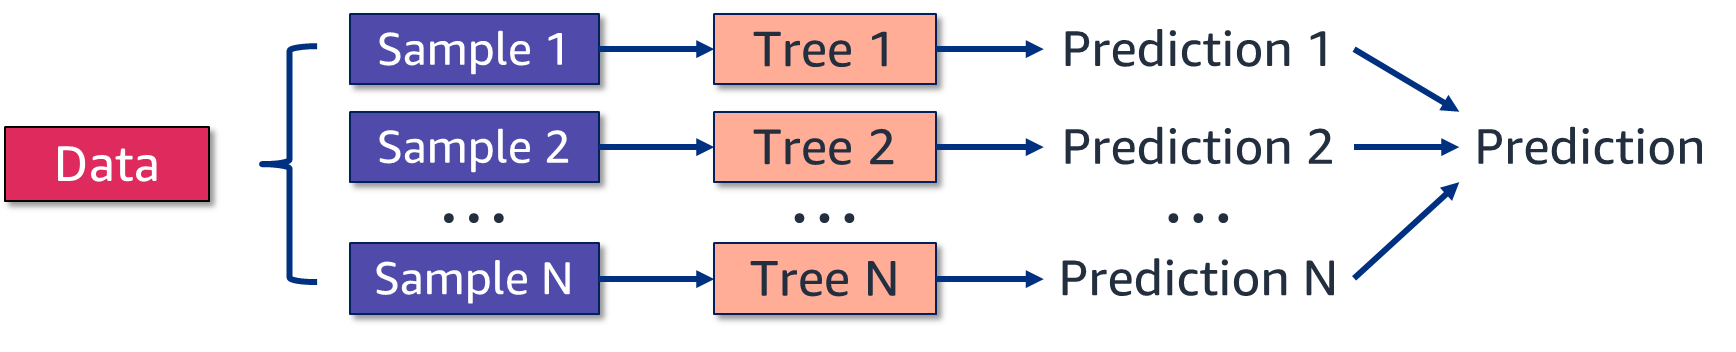 Sample 1 Tree 1 Prediction 1
Data Sample 2 Tree 2 Prediction 2 Prediction
... ... ...
Sample N Tree N Prediction N